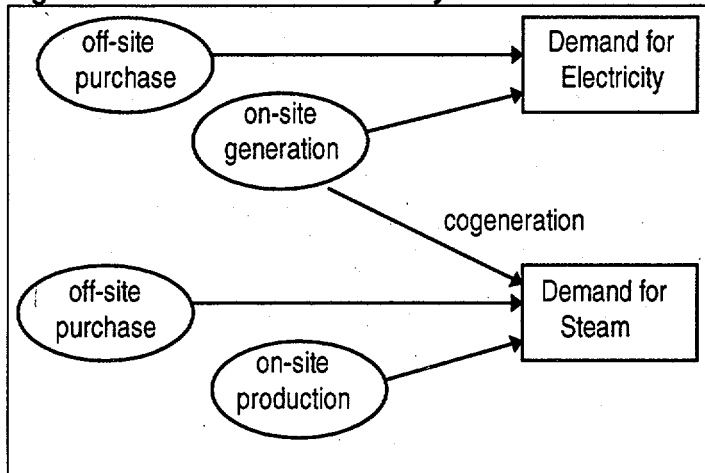 off-site
purchase
Demand for
Electricity
on-site
generation
cogeneration
off-site
purchase
Demand for
Steam
on-site
production